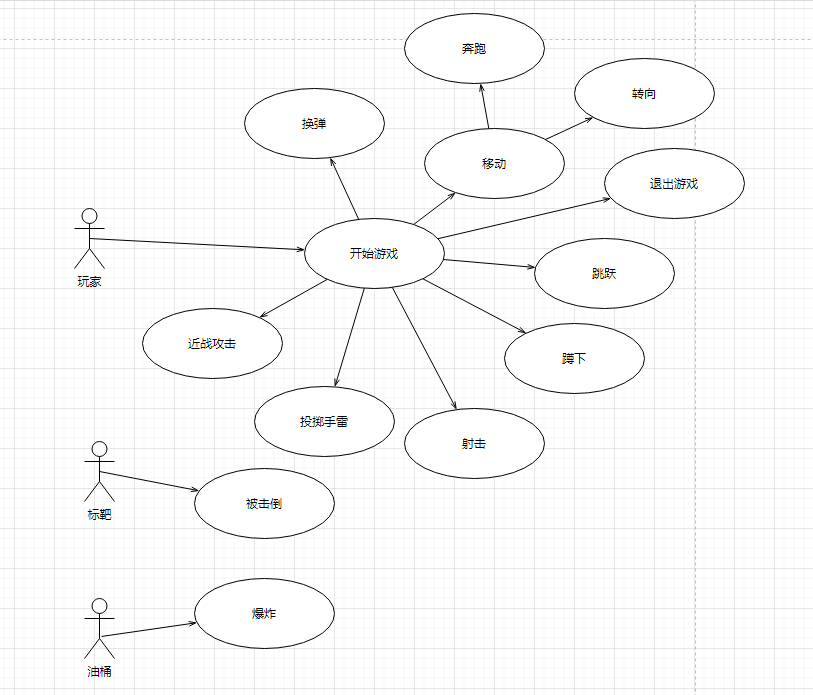 奔跑
转向
换弹
移动
退出游戏
开始游戏
跳跃
玩家
近战攻击
蹲下
投掷手雷
射击
标靶
被击倒
爆炸
油桶